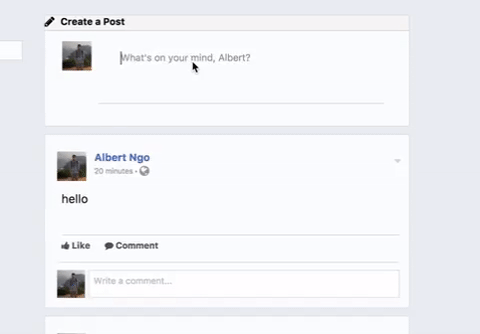 Create a Post
What's on your mind, Albert?
Albert Ngo
20 minutes •
hello
Like Comment
Write a comment...